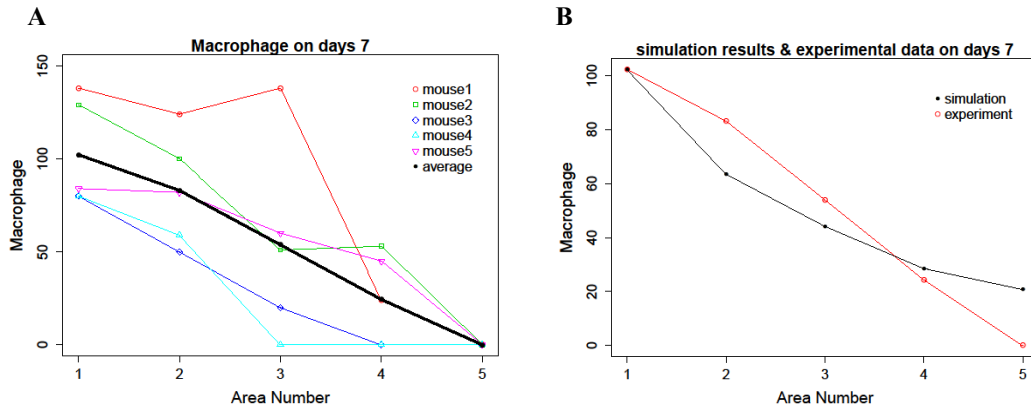 A
Macrophage on days 7
Macrophage
150
100
50
0
mouse1
mouse2
mouse3
mouse4
mouse5
average
1 2 3 4 5
Area Number
B
simulation results & experimental data on days 7
Macrophage
100
80
60
40
20
0
simulation
experiment
1 2 3 4 5
Area Number